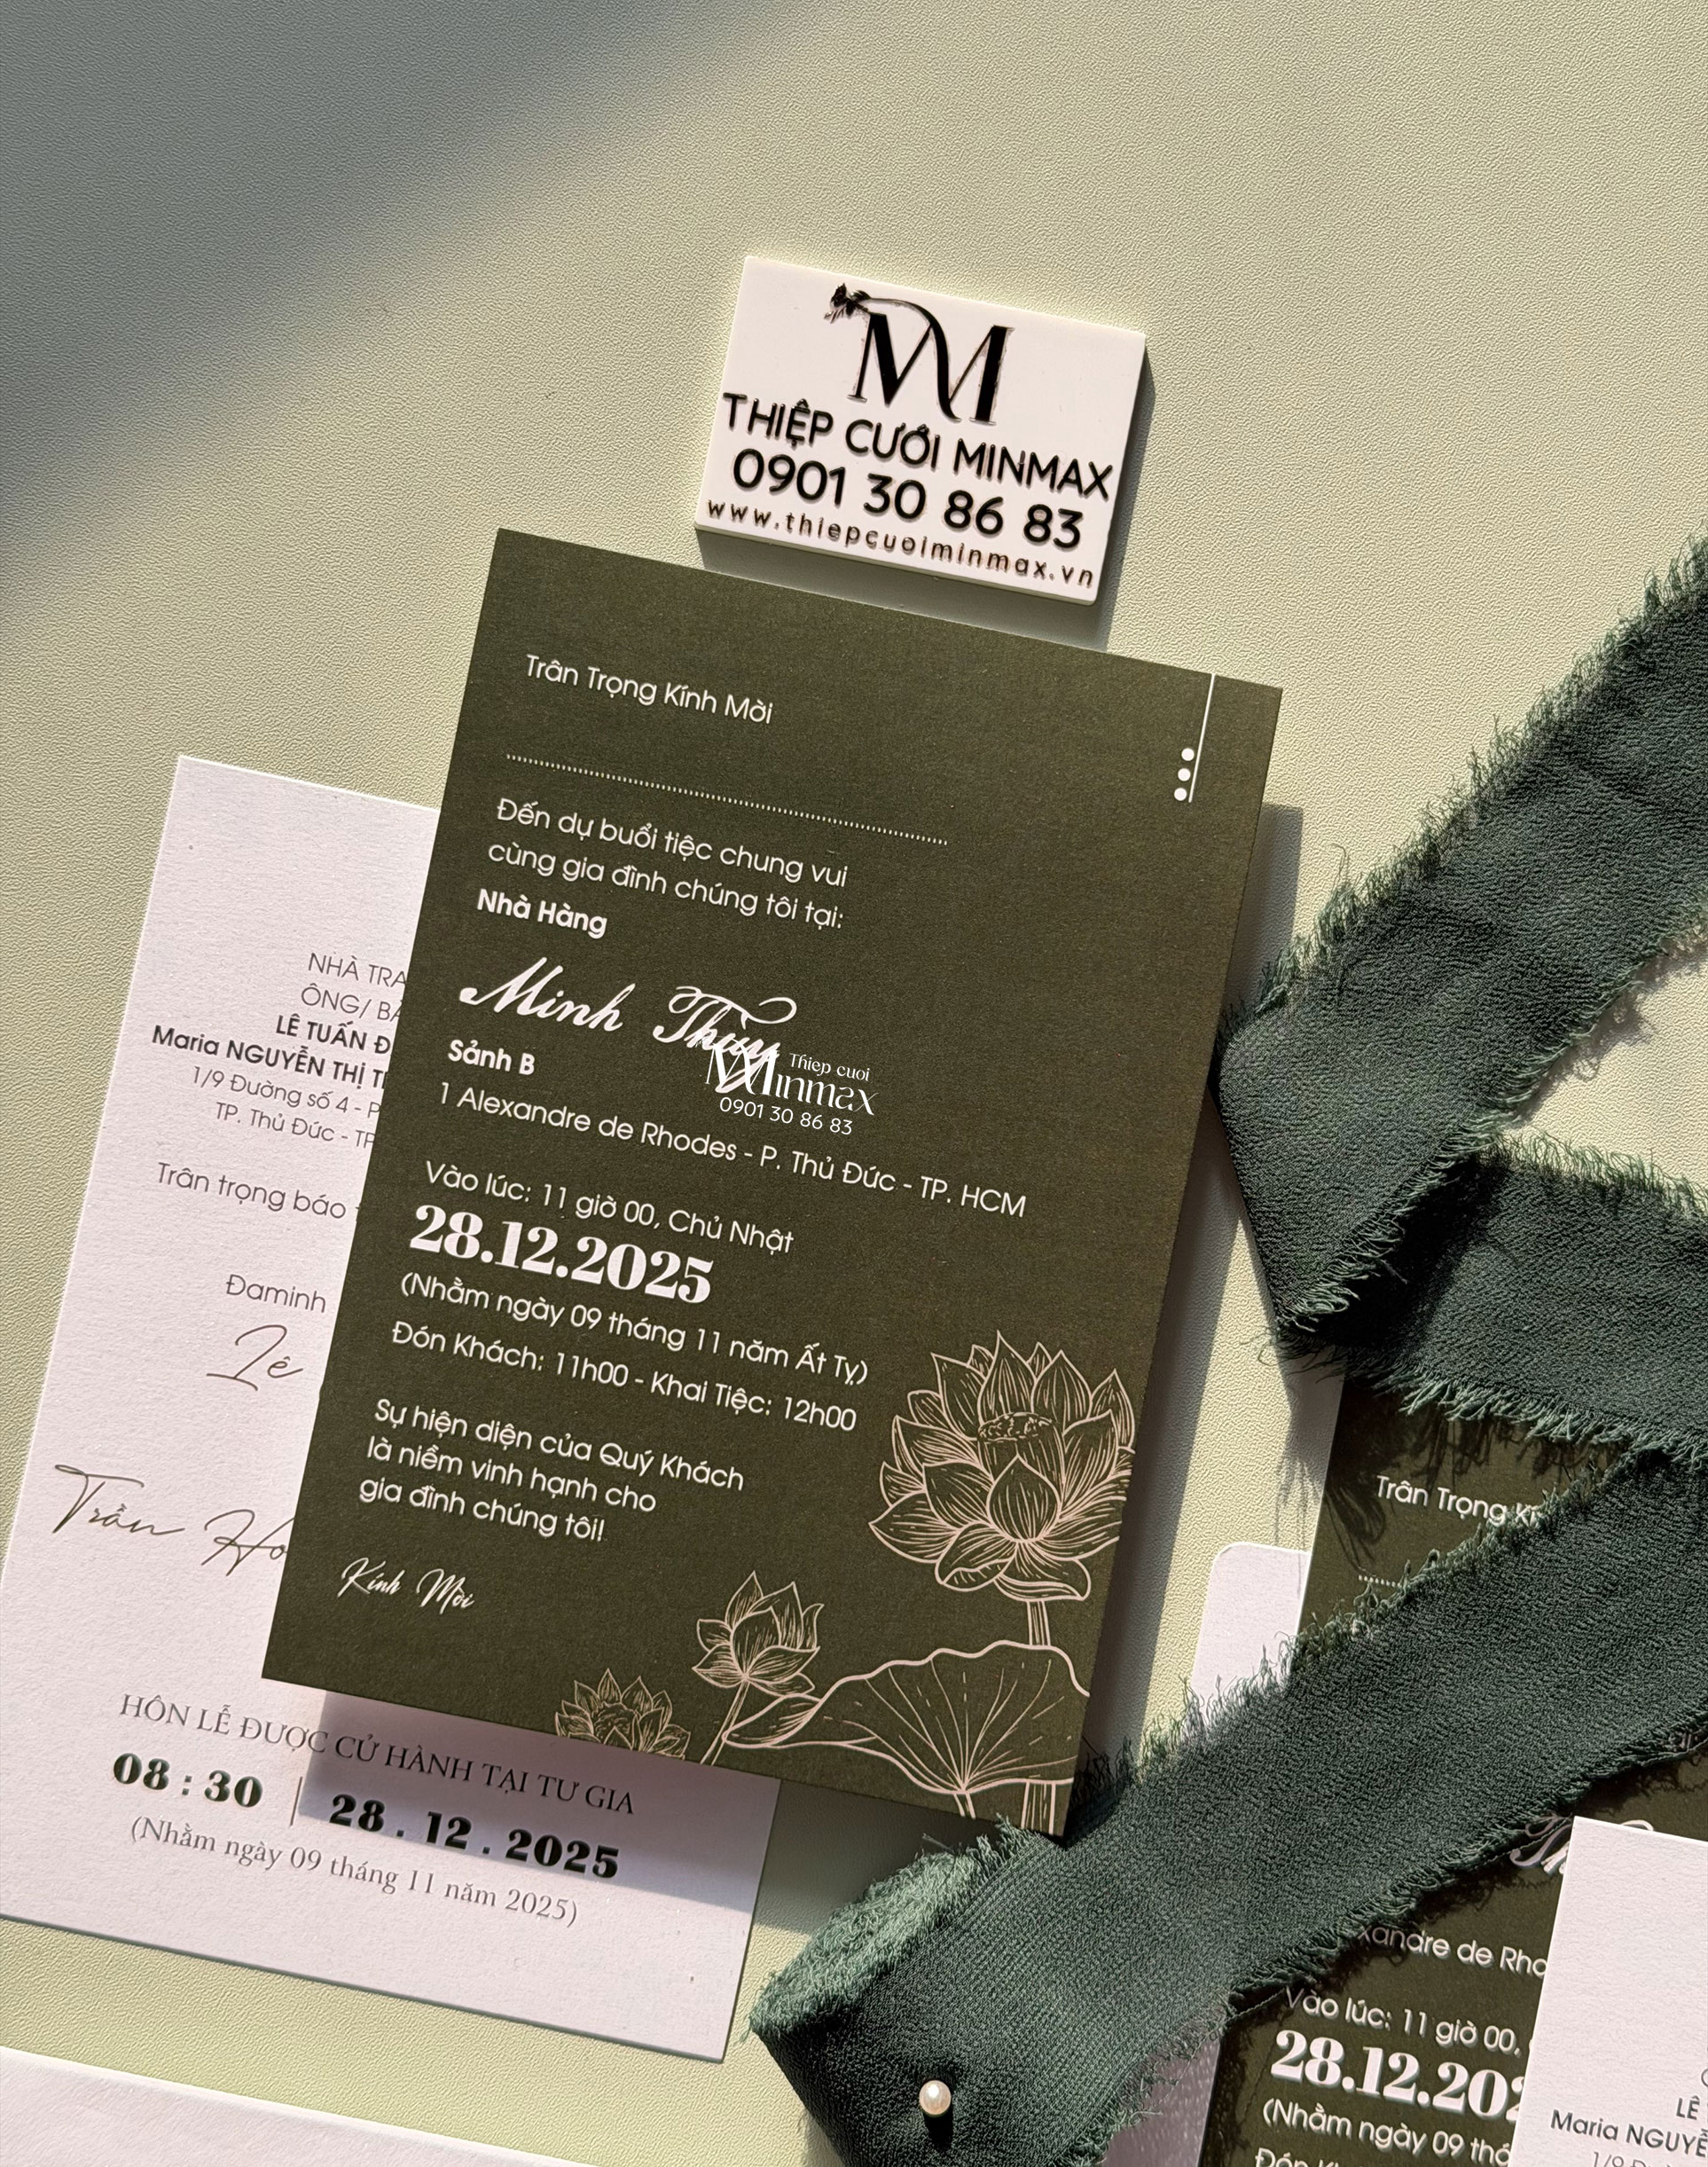 THIỆP CƯỚI MINMAX
0901 30 86 83
www.thiepcuoiminmax.vn
Trân Trọng Kính Mời
Đến dự buổi tiệc chung vui
cùng gia đình chúng tôi tại:
Nhà Hàng
Minh Thùy
Thiep cuoi
Minmax
0901 30 86 83
Sảnh B
1 Alexandre de Rhodes - P. Thủ Đức - TP. HCM
Vào lúc: 11 giờ 00, Chủ Nhật
28.12.2025
(Nhằm ngày 09 tháng 11 năm Ất Tỵ)
Đón Khách: 11h00 - Khai Tiệc: 12h00
Sự hiện diện của Quý Khách
là niềm vinh hạnh cho
gia đình chúng tôi!
Kính Mời
NHÀ TRA
ÔNG/ BÀ
LÊ TUẤN Đ
Maria NGUYỄN THỊ
1/9 Đường số 4 - P
TP. Thủ Đức - TP
Trân trọng báo
Đaminh
Lê
Trần Ho
HÔN LỄ ĐƯỢC CỬ HÀNH TẠI TƯ GIA
08 : 30 | 28 . 12 . 2025
(Nhằm ngày 09 tháng 11 năm 2025)
Trân Trọng Kí
Th
xandre de Rho
Vào lúc: 11 giờ 00,
28.12.202
(Nhằm ngày 09 thá
LÊ
Maria NGUYỄ